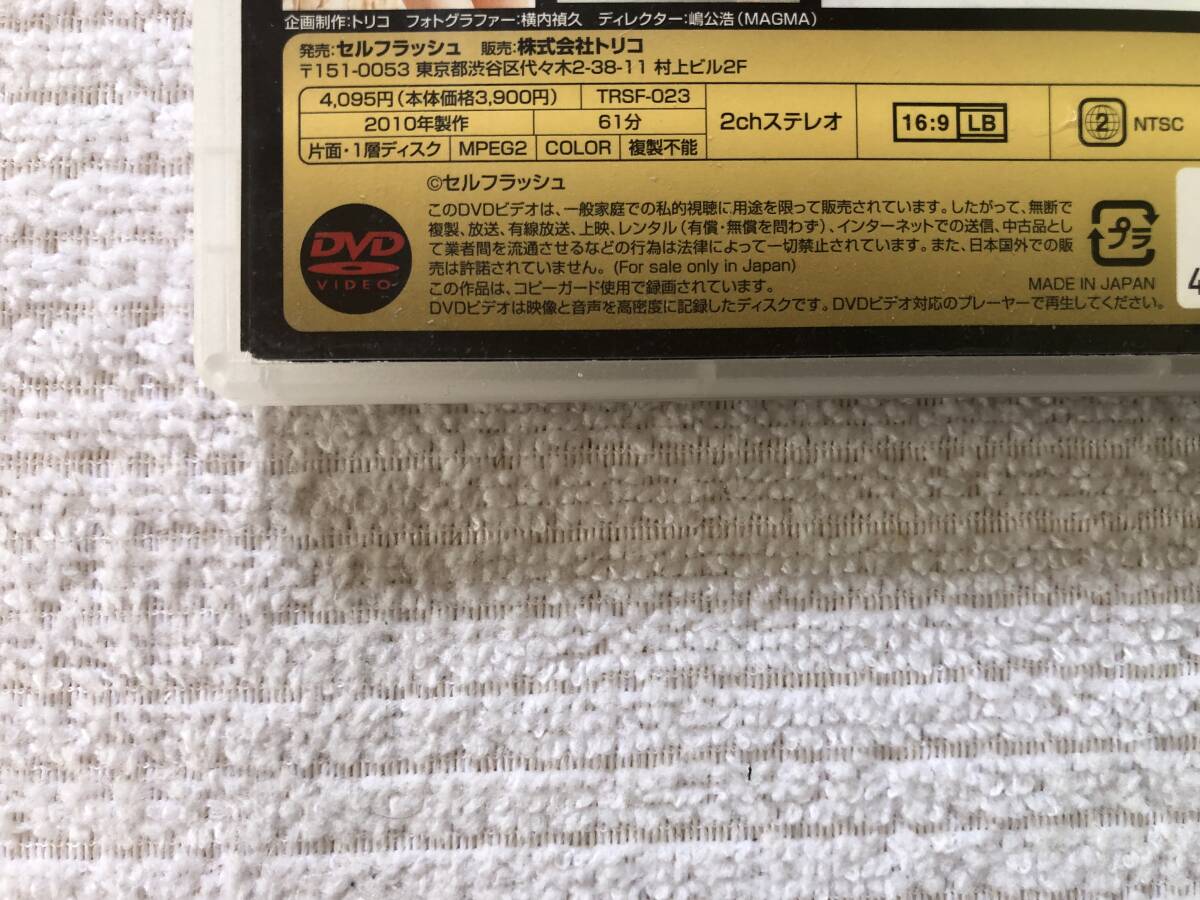 企画制作:トリコ フォトグラファー:横内禎久 ディレクター:嶋公浩(MAGMA)
発売:セルフラッシュ 販売:株式会社トリコ
〒151-0053 東京都渋谷区代々木2-38-11 村上ビル2F
4,095円(本体価格3,900円) TRSF-023
2010年製作 61分
片面・1層ディスク MPEG2 COLOR 複製不能
2chステレオ
16:9 LB
2 NTSC
©セルフラッシュ
このDVDビデオは、一般家庭での私的視聴に用途を限って販売されています。したがって、無断で
複製、放送、有線放送、上映、レンタル(有償・無償を問わず)、インターネットでの送信、中古品とし
て業者間を流通させるなどの行為は法律によって一切禁止されています。また、日本国外での販
売は許諾されていません。(For sale only in Japan)
この作品は、コピーガード使用で録画されています。
DVDビデオは映像と音声を高密度に記録したディスクです。DVDビデオ対応のプレーヤーで再生してください。
DVD
VIDEO
プラ
MADE IN JAPAN
4